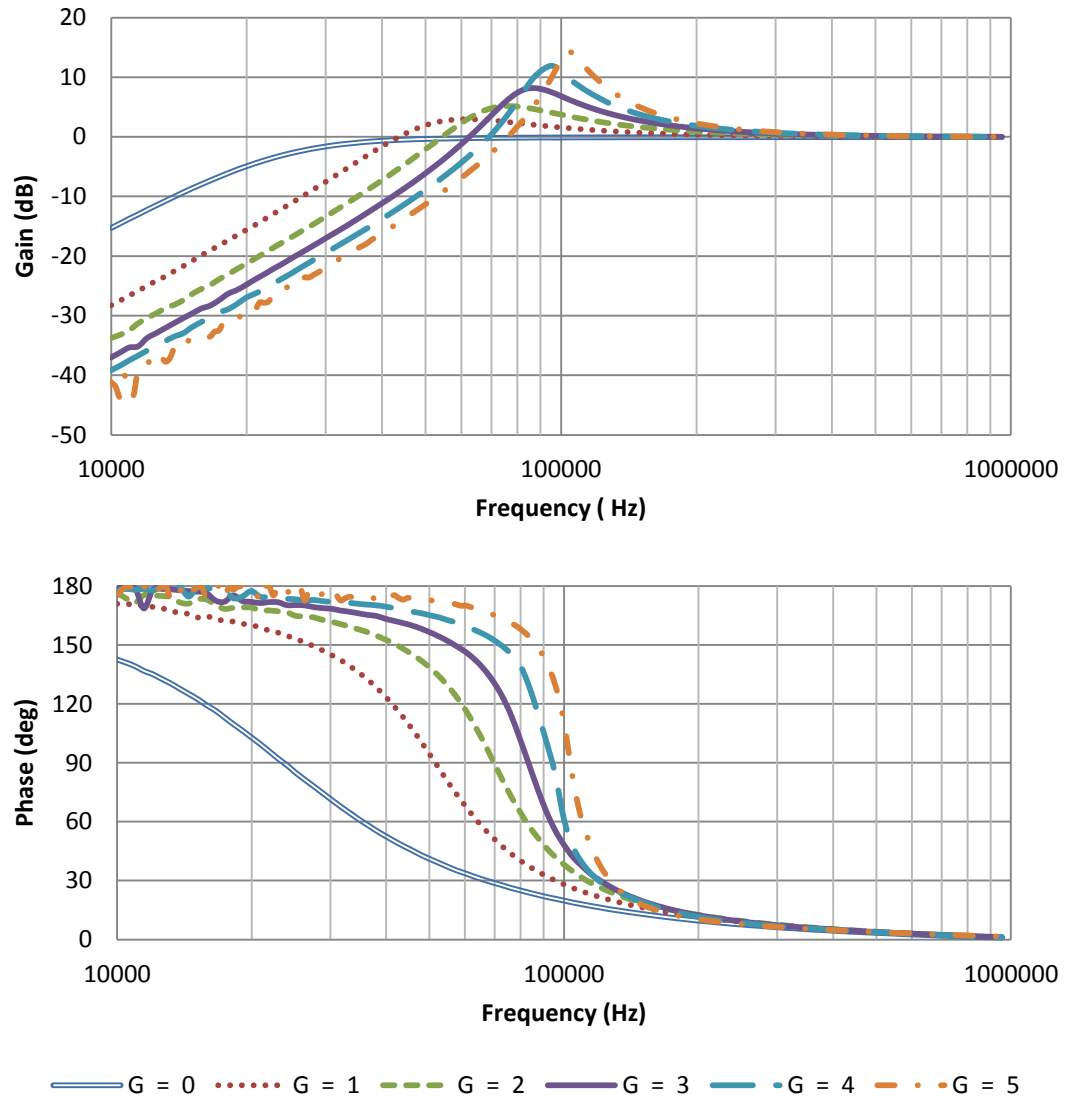 20
10
0
-10
-20
-30
-40
-50
Gain (dB)
10000 100000 1000000
Frequency ( Hz)
180
150
120
90
60
30
0
Phase (deg)
10000 100000 1000000
Frequency (Hz)
G = 0 G = 1 G = 2 G = 3 G = 4 G = 5